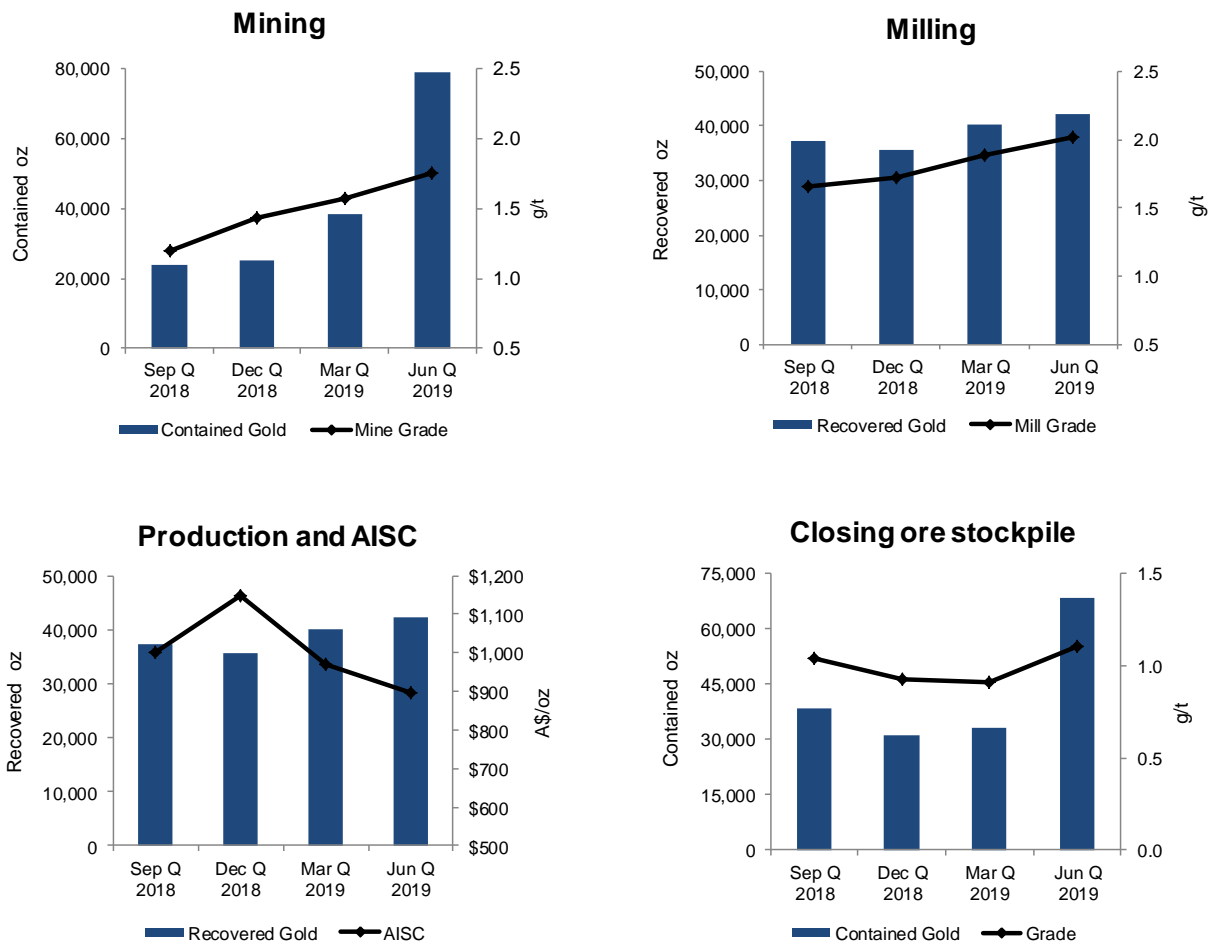 Mining
80,000
60,000
40,000
20,000
0
Contained oz
2.5
2.0
1.5
1.0
0.5
g/t
Sep Q 2018
Dec Q 2018
Mar Q 2019
Jun Q 2019
Contained Gold
Mine Grade
Milling
50,000
40,000
30,000
20,000
10,000
0
Recovered oz
2.5
2.0
1.5
1.0
0.5
g/t
Sep Q 2018
Dec Q 2018
Mar Q 2019
Jun Q 2019
Recovered Gold
Mill Grade
Production and AISC
50,000
40,000
30,000
20,000
10,000
0
Recovered oz
$1,200
$1,100
$1,000
$900
$800
$700
$600
$500
A$/oz
Sep Q 2018
Dec Q 2018
Mar Q 2019
Jun Q 2019
Recovered Gold
AISC
Closing ore stockpile
75,000
60,000
45,000
30,000
15,000
0
Contained oz
1.5
1.0
0.5
0.0
g/t
Sep Q 2018
Dec Q 2018
Mar Q 2019
Jun Q 2019
Contained Gold
Grade